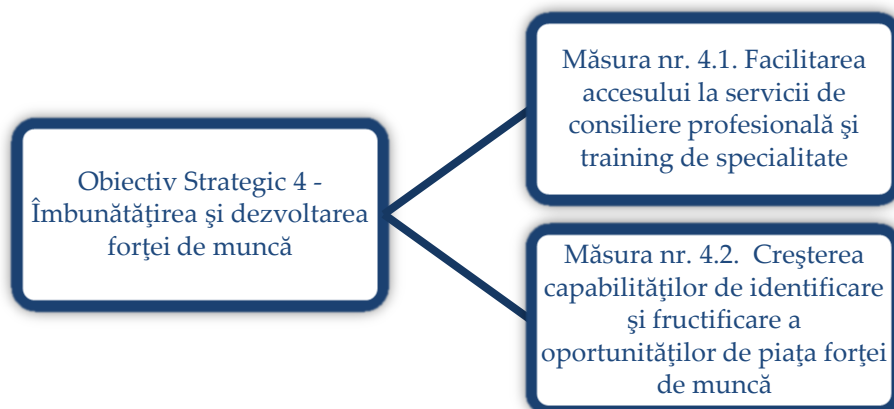 Obiectiv Strategic 4 -
Îmbunătăţirea şi dezvoltarea
forţei de muncă
Măsura nr. 4.1. Facilitarea
accesului la servicii de
consiliere profesională şi
training de specialitate
Măsura nr. 4.2.  Creşterea
capabilităţilor de identificare
şi fructificare a
oportunităţilor de piaţa forţei
de muncă